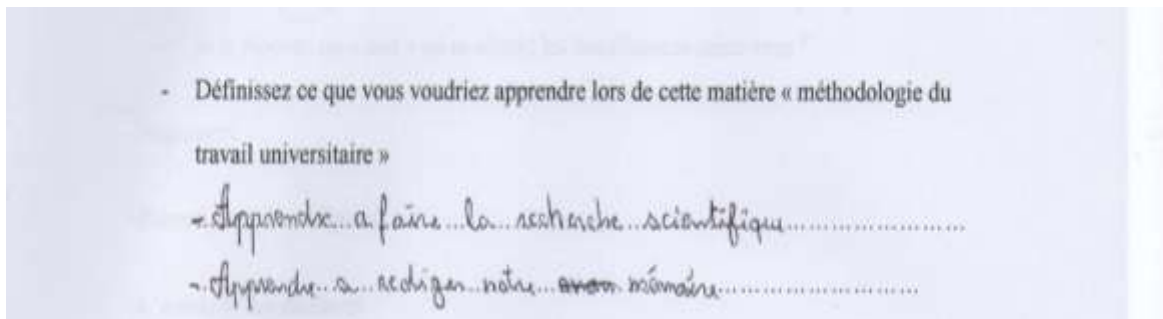 - Définissez ce que vous voudriez apprendre lors de cette matière « méthodologie du
travail universitaire »
- Apprendre a faire la recherche scientifique......................
- Apprendre a rediger notre mémoire.........................